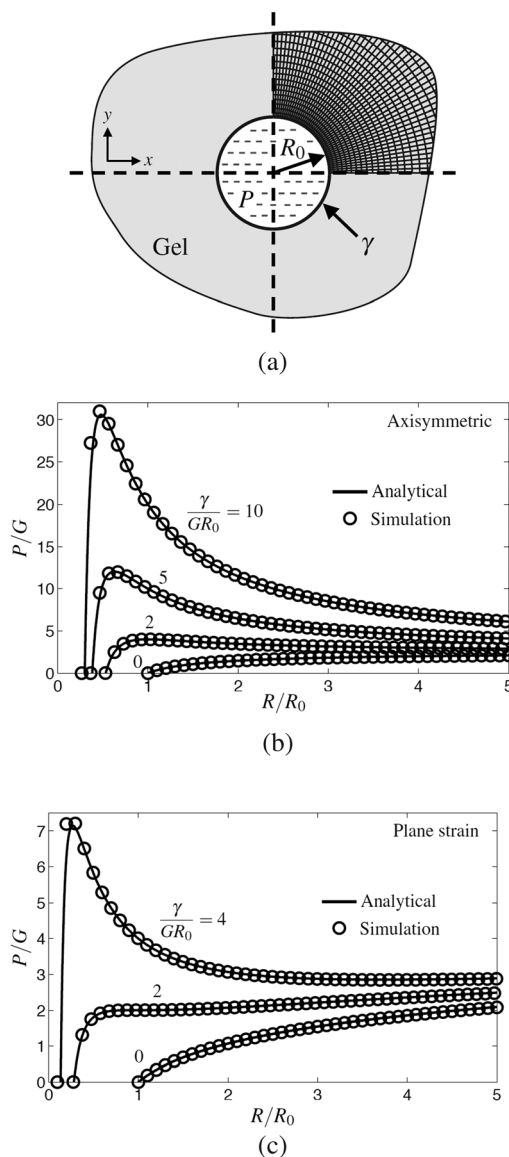 y
x
R₀
P
Gel
γ
(a)
Axisymmetric
P/G
30
25
20
15
10
5
0
γ/GR₀ = 10
5
2
0
Analytical
Simulation
0 1 2 3 4 5
R/R₀
(b)
Plane strain
P/G
7
6
5
4
3
2
1
0
γ/GR₀ = 4
2
0
Analytical
Simulation
0 1 2 3 4 5
R/R₀
(c)